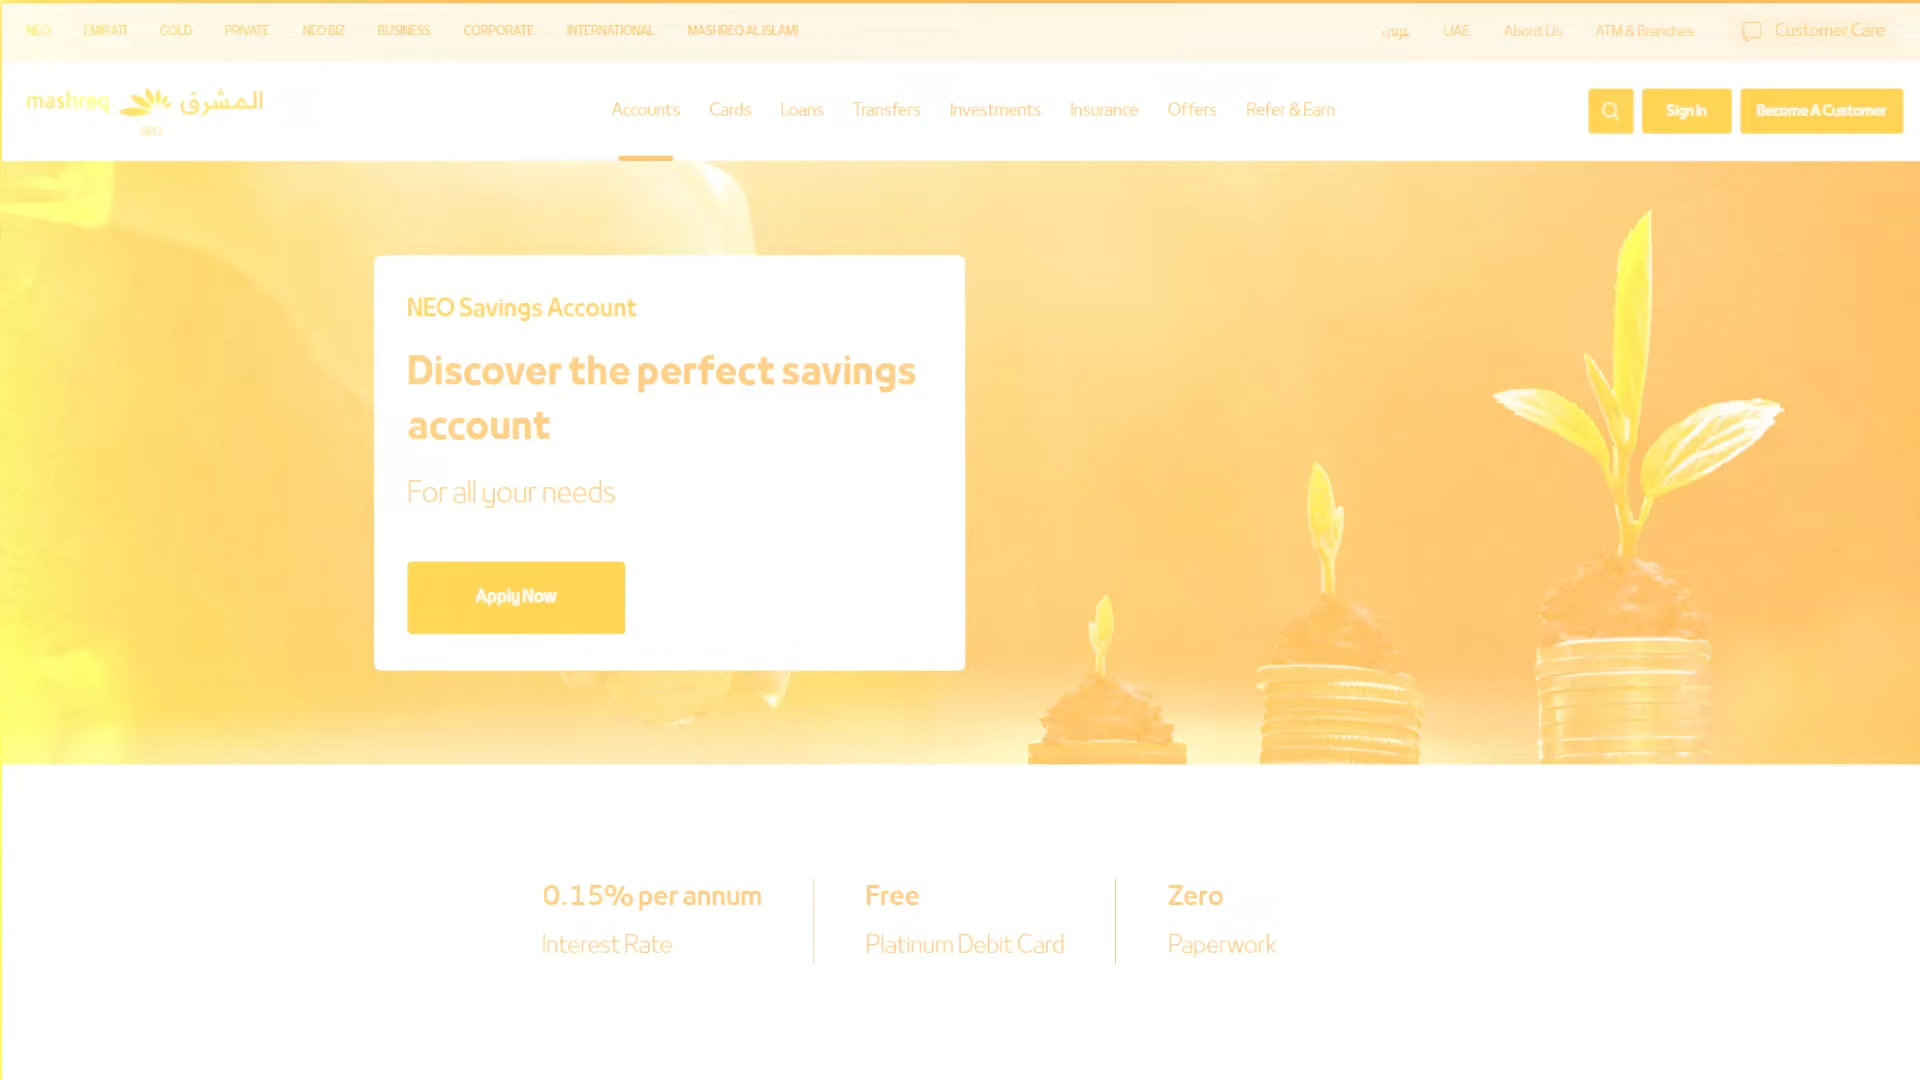 NEO EMIRATI GOLD PRIVATE NEO BIZ BUSINESS CORPORATE INTERNATIONAL MASHREQ AL ISLAMI عربي UAE About Us ATM & Branches Customer Care
mashreq المشرق
NEO
Accounts Cards Loans Transfers Investments Insurance Offers Refer & Earn Sign In Become A Customer
NEO Savings Account
Discover the perfect savings
account
For all your needs
Apply Now
0.15% per annum Free Zero
Interest Rate Platinum Debit Card Paperwork